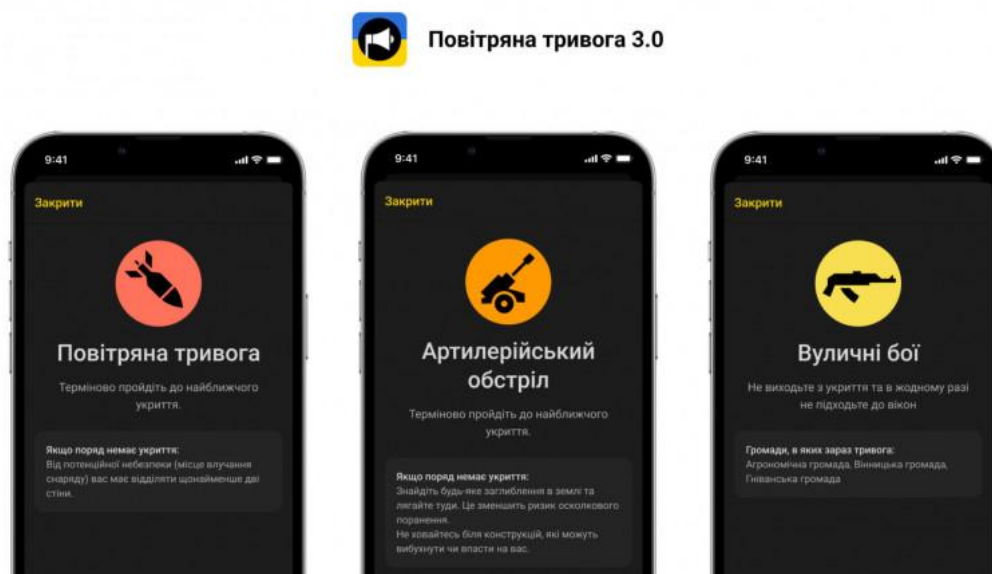 Повітряна тривога 3.0
9:41
Закрити
Повітряна тривога
Терміново пройдіть до найближчого
укриття.
Якщо поряд немає укриття:
Від потенційної небезпеки (місце влучання
снаряду) вас має відділяти щонайменше дві
стіни.
9:41
Закрити
Артилерійський
обстріл
Терміново пройдіть до найближчого
укриття.
Якщо поряд немає укриття:
Знайдіть будь-яке заглиблення в землі та
лягайте туди. Це зменшить ризик осколкового
поранення.
Не ховайтесь біля конструкцій, які можуть
вибухнути чи впасти на вас.
9:41
Закрити
Вуличні бої
Не виходьте з укриття та в жодному разі
не підходьте до вікон
Громади, в яких зараз тривога:
Агрономічна громада, Вінницька громада,
Гніванська громада